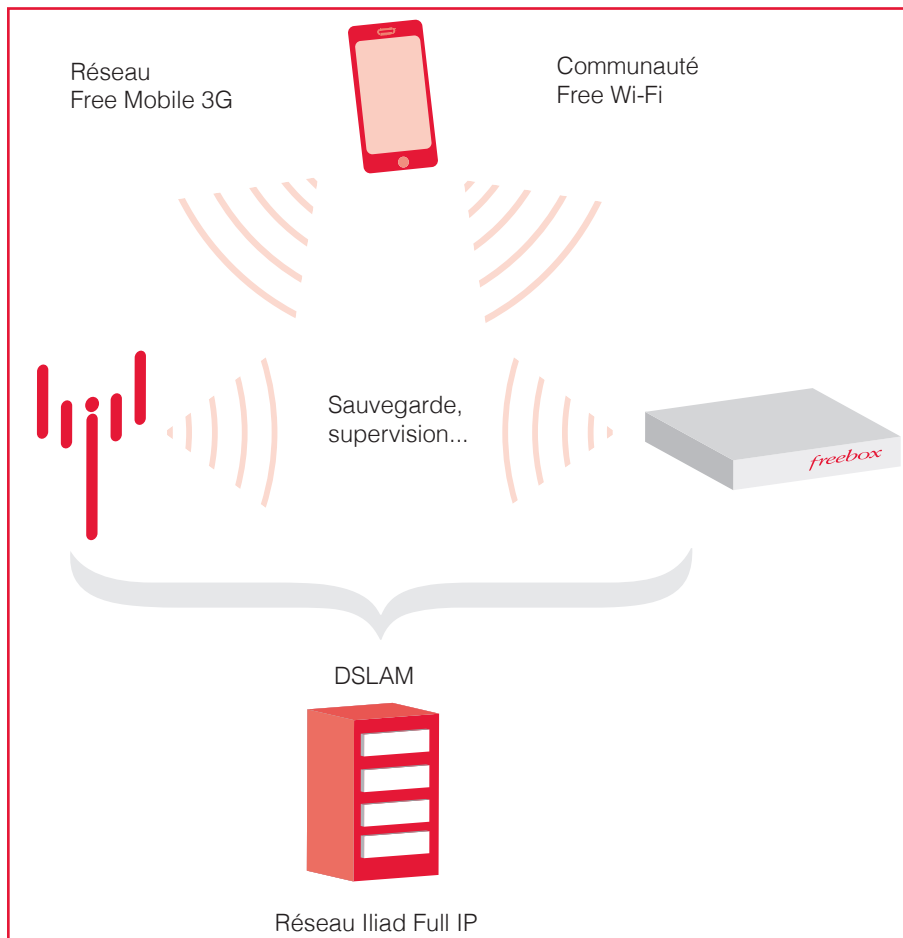 Réseau
Free Mobile 3G
Communauté
Free Wi-Fi
Sauvegarde,
supervision...
freebox
DSLAM
Réseau Iliad Full IP